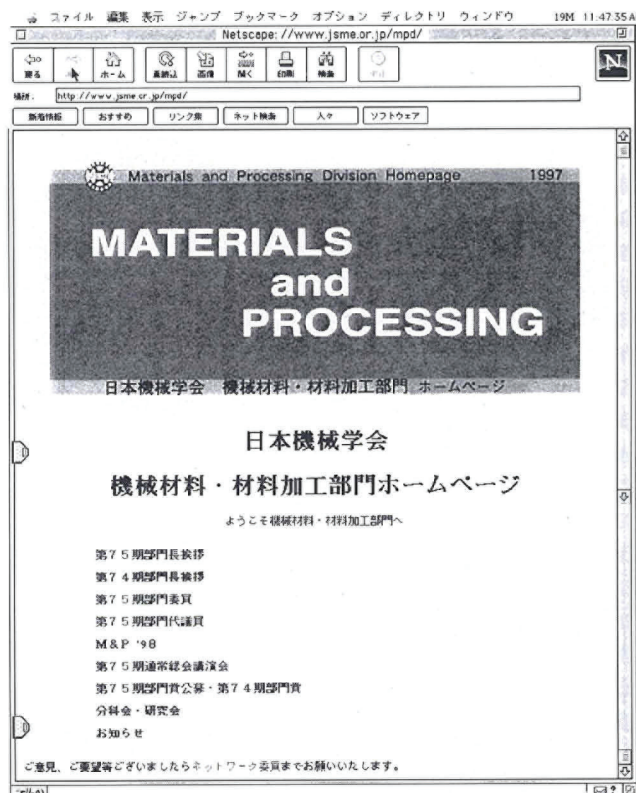 ファイル 編集 表示 ジャンプ ブックマーク オプション ディレクトリ ウィンドウ 19M 11:47:35A
Netscape: //www.jsme.or.jp/mpd/
戻る ホーム 再読込 画像 開く 印刷 検索
場所: http://www.jsme.or.jp/mpd/
新着情報 おすすめ リンク集 ネット検索 人々 ソフトウェア
Materials and Processing Division Homepage 1997
MATERIALS
and
PROCESSING
日本機械学会 機械材料・材料加工部門 ホームページ
日本機械学会
機械材料・材料加工部門ホームページ
ようこそ機械材料・材料加工部門へ
第75期部門長挨拶
第74期部門長挨拶
第75期部門委員
第75期部門代議員
M&P '98
第75期通常総会講演会
第75期部門賞公募・第74期部門賞
分科会・研究会
お知らせ
ご意見、ご要望等ございましたらネットワーク委員までお願いいたします。